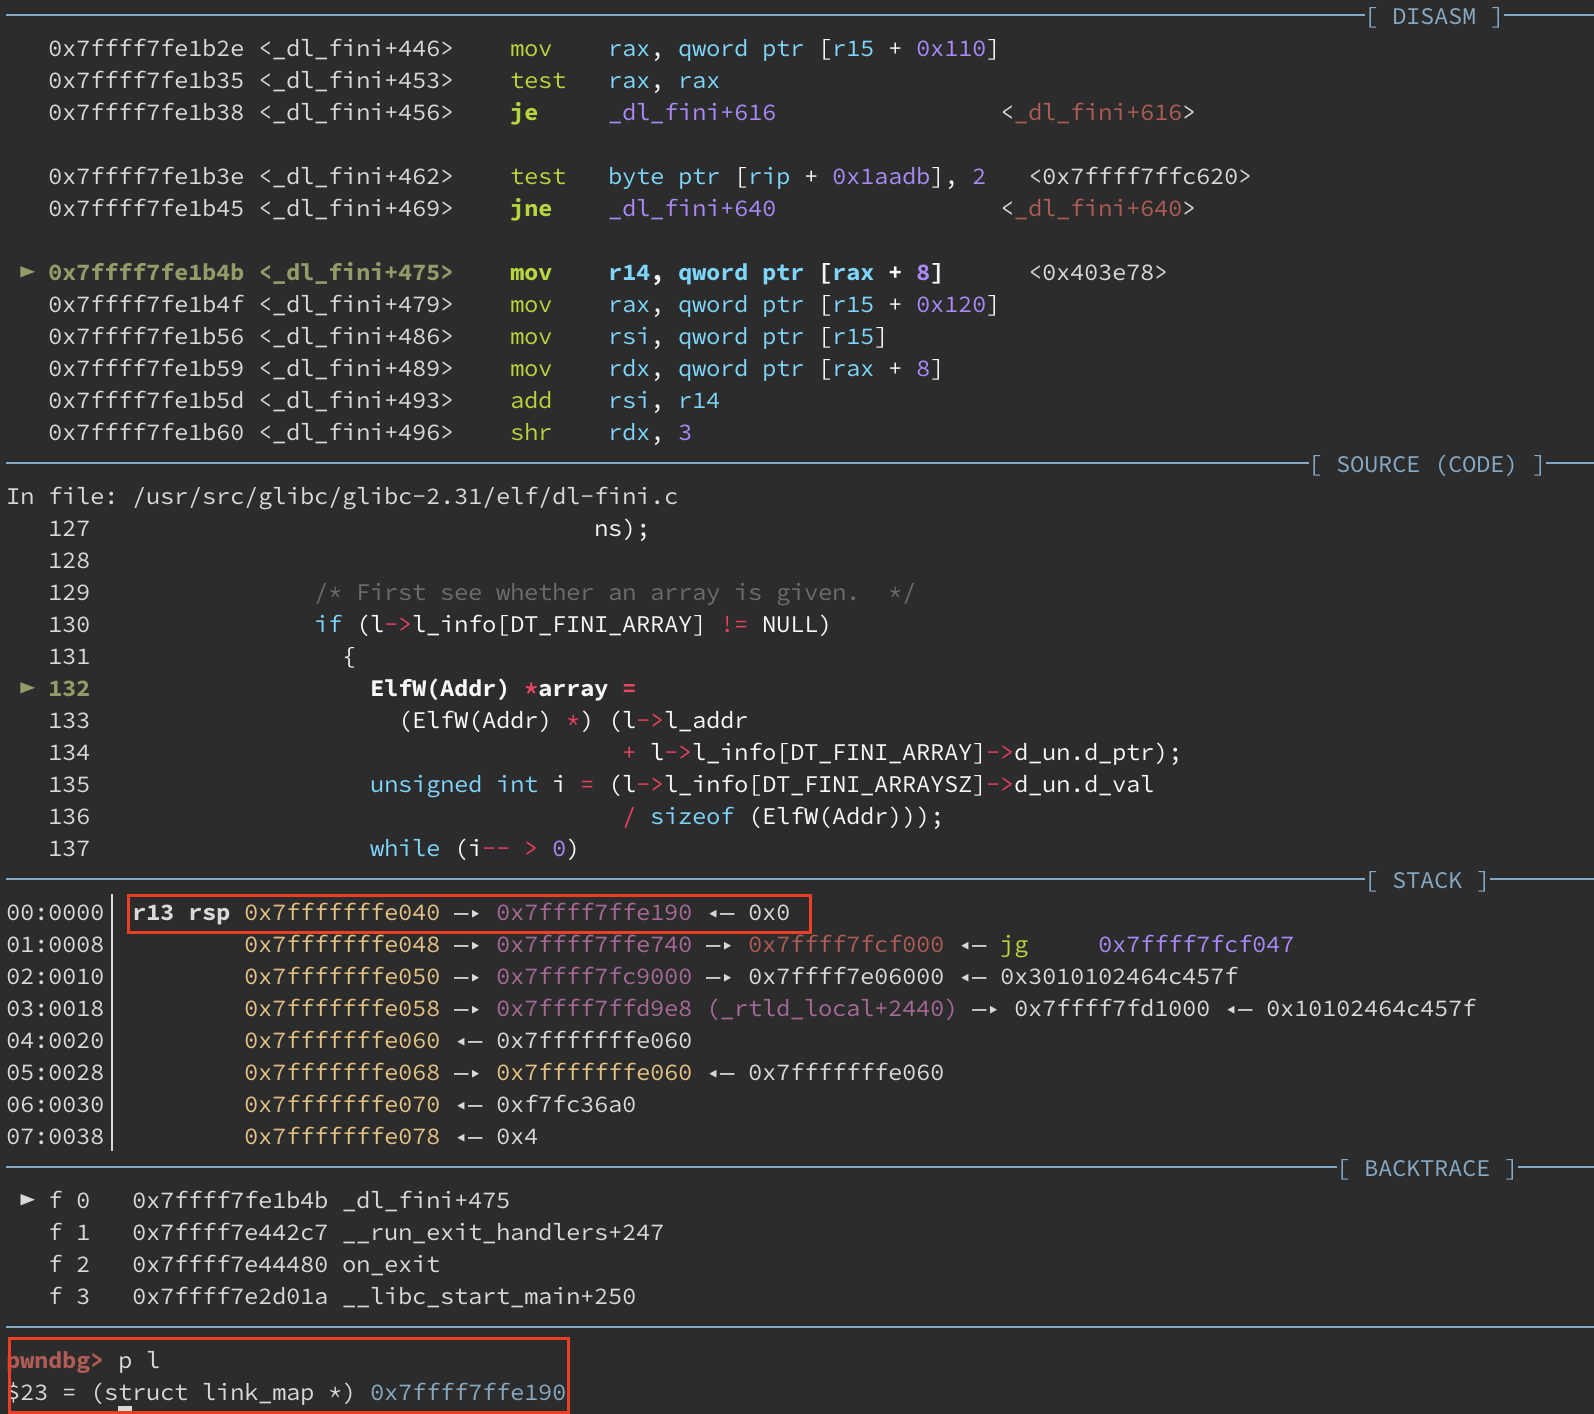 [ DISASM ]
0x7ffff7fe1b2e <_dl_fini+446>    mov    rax, qword ptr [r15 + 0x110]
0x7ffff7fe1b35 <_dl_fini+453>    test   rax, rax
0x7ffff7fe1b38 <_dl_fini+456>    je     _dl_fini+616                <_dl_fini+616>
0x7ffff7fe1b3e <_dl_fini+462>    test   byte ptr [rip + 0x1aadb], 2   <0x7ffff7ffc620>
0x7ffff7fe1b45 <_dl_fini+469>    jne    _dl_fini+640                <_dl_fini+640>
► 0x7ffff7fe1b4b <_dl_fini+475>    mov    r14, qword ptr [rax + 8]      <0x403e78>
0x7ffff7fe1b4f <_dl_fini+479>    mov    rax, qword ptr [r15 + 0x120]
0x7ffff7fe1b56 <_dl_fini+486>    mov    rsi, qword ptr [r15]
0x7ffff7fe1b59 <_dl_fini+489>    mov    rdx, qword ptr [rax + 8]
0x7ffff7fe1b5d <_dl_fini+493>    add    rsi, r14
0x7ffff7fe1b60 <_dl_fini+496>    shr    rdx, 3
[ SOURCE (CODE) ]
In file: /usr/src/glibc/glibc-2.31/elf/dl-fini.c
127                                     ns);
128
129                 /* First see whether an array is given.  */
130                 if (l->l_info[DT_FINI_ARRAY] != NULL)
131                   {
► 132                     ElfW(Addr) *array =
133                       (ElfW(Addr) *) (l->l_addr
134                                       + l->l_info[DT_FINI_ARRAY]->d_un.d_ptr);
135                     unsigned int i = (l->l_info[DT_FINI_ARRAYSZ]->d_un.d_val
136                                       / sizeof (ElfW(Addr)));
137                     while (i-- > 0)
[ STACK ]
00:0000│ r13 rsp 0x7fffffffe040 —▸ 0x7ffff7ffe190 ◂— 0x0
01:0008│         0x7fffffffe048 —▸ 0x7ffff7ffe740 —▸ 0x7ffff7fcf000 ◂— jg     0x7ffff7fcf047
02:0010│         0x7fffffffe050 —▸ 0x7ffff7fc9000 —▸ 0x7ffff7e06000 ◂— 0x3010102464c457f
03:0018│         0x7fffffffe058 —▸ 0x7ffff7ffd9e8 (_rtld_local+2440) —▸ 0x7ffff7fd1000 ◂— 0x10102464c457f
04:0020│         0x7fffffffe060 ◂— 0x7fffffffe060
05:0028│         0x7fffffffe068 —▸ 0x7fffffffe060 ◂— 0x7fffffffe060
06:0030│         0x7fffffffe070 ◂— 0xf7fc36a0
07:0038│         0x7fffffffe078 ◂— 0x4
[ BACKTRACE ]
► f 0   0x7ffff7fe1b4b _dl_fini+475
f 1   0x7ffff7e442c7 __run_exit_handlers+247
f 2   0x7ffff7e44480 on_exit
f 3   0x7ffff7e2d01a __libc_start_main+250
pwndbg> p l
$23 = (struct link_map *) 0x7ffff7ffe190